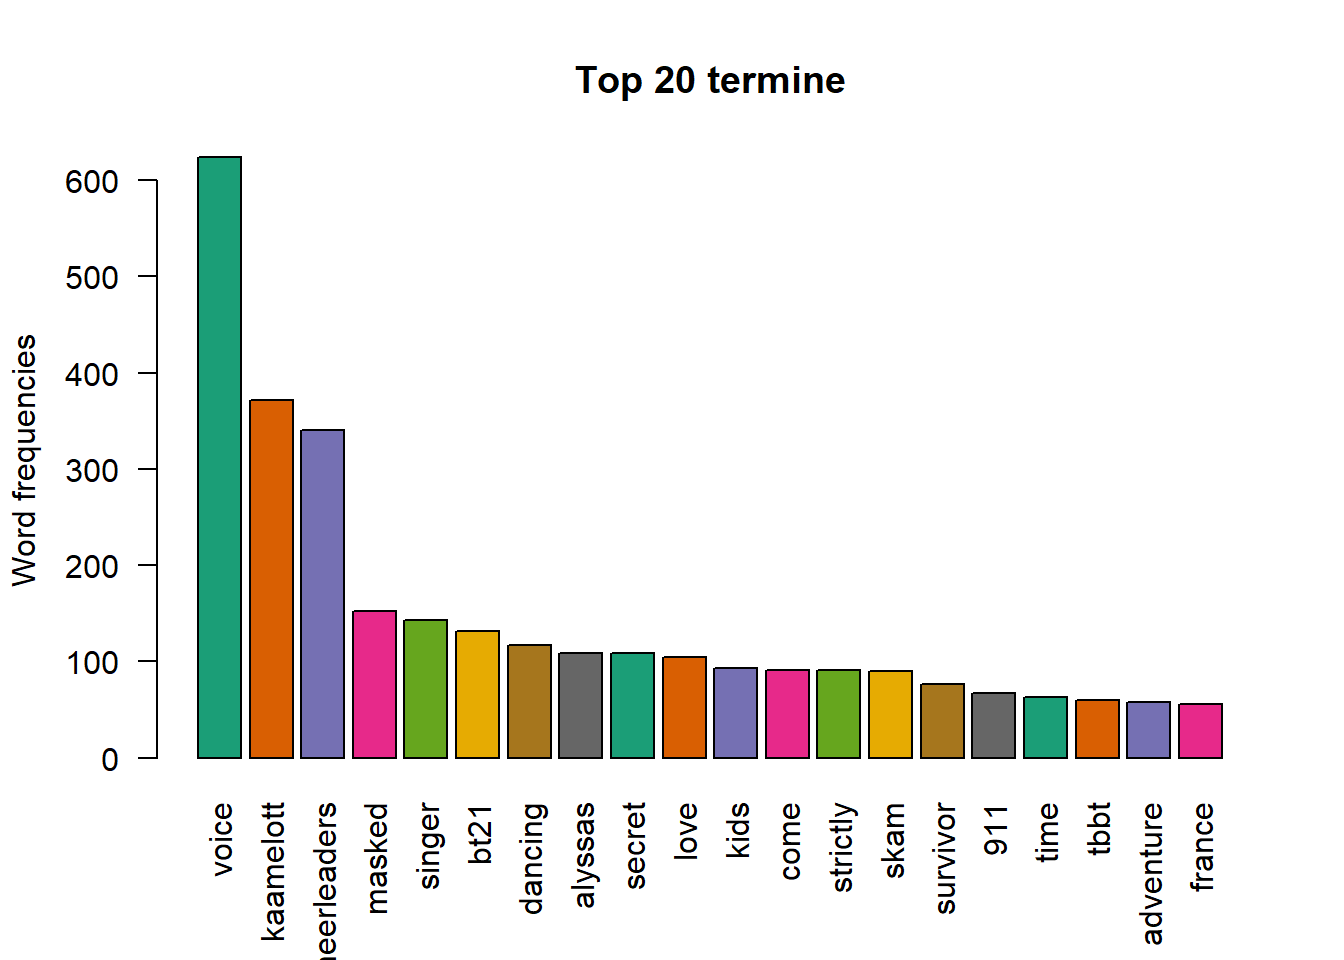 Top 20 termine
Word frequencies
600
500
400
300
200
100
0
voice
kaamelott
heerleaders
masked
singer
bt21
dancing
alyssas
secret
love
kids
come
strictly
skam
survivor
911
time
tbbt
adventure
france